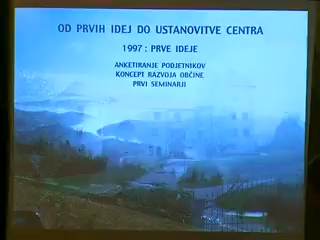 OD PRVIH IDEJ DO USTANOVITVE CENTRA
1997 : PRVE IDEJE
ANKETIRANJE PODJETNIKOV
KONCEPT RAZVOJA OBČINE
PRVI SEMINARJI